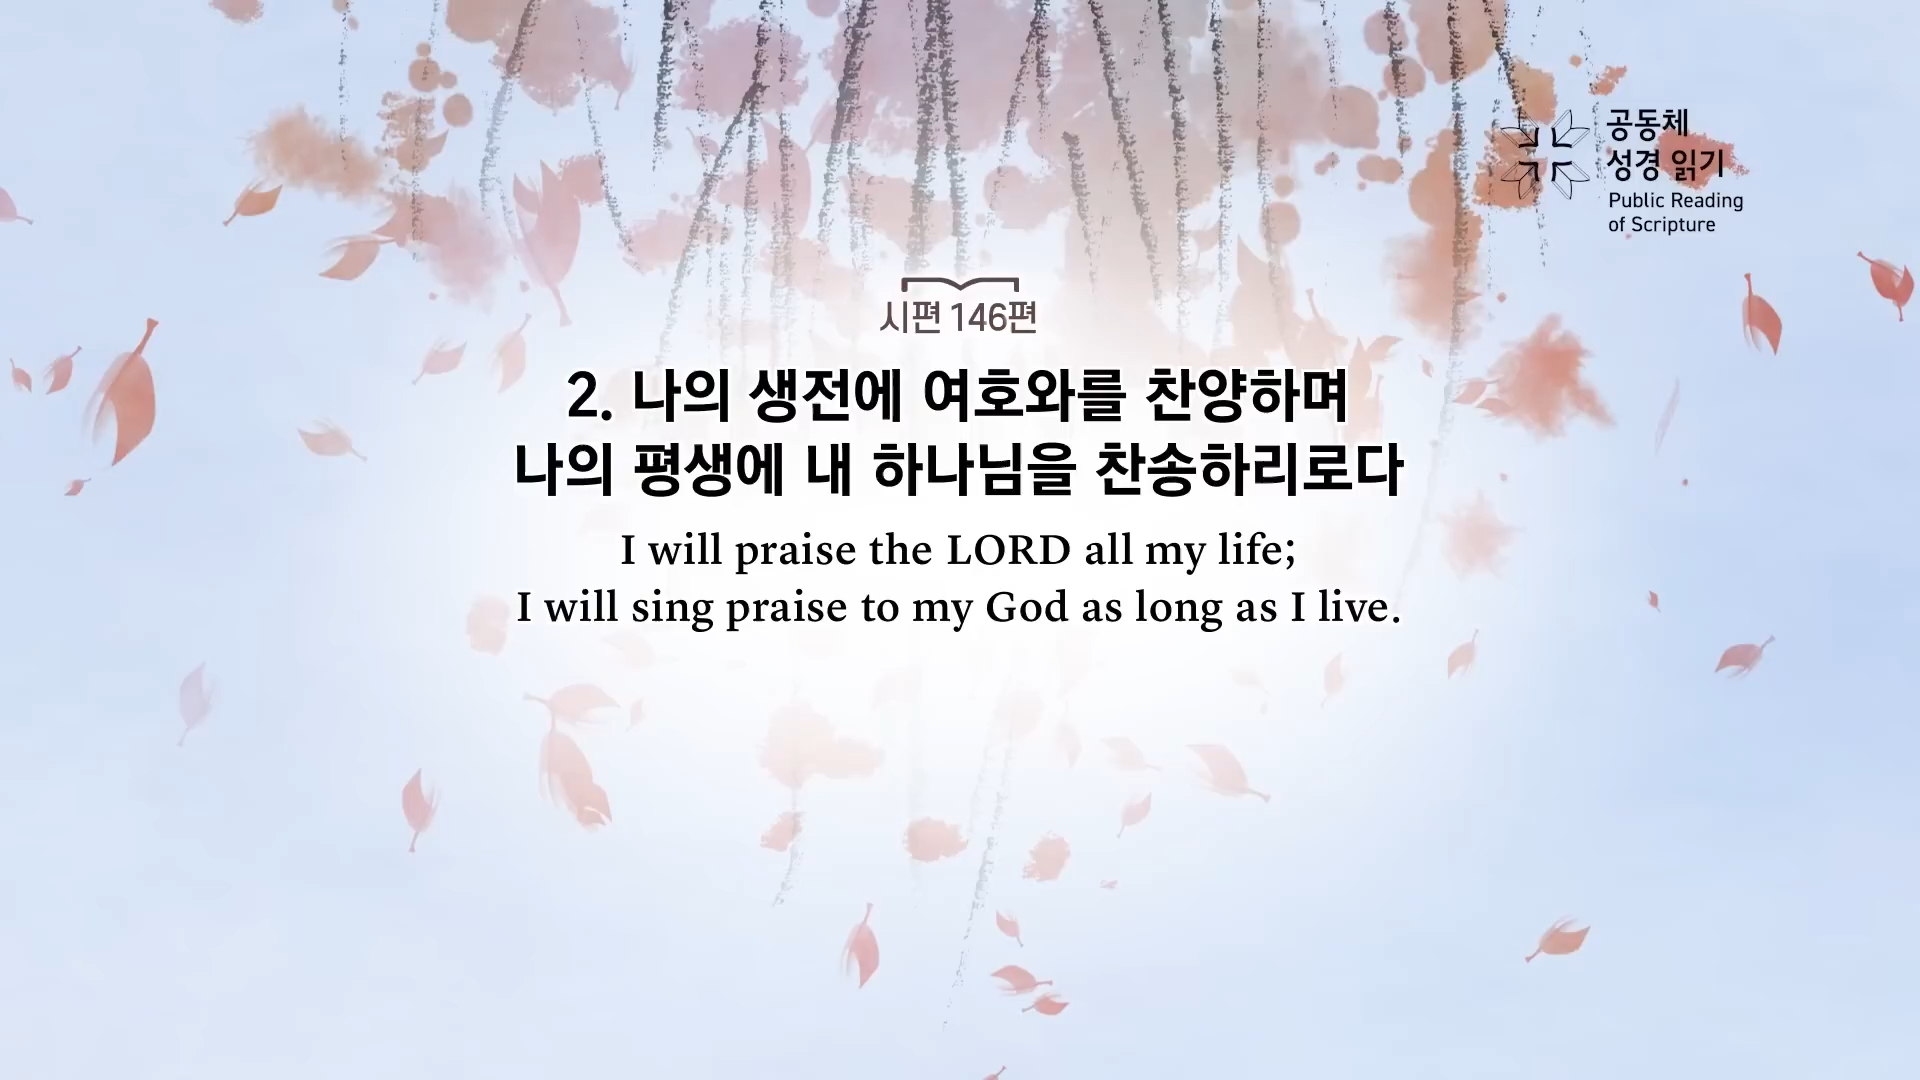 공동체
성경 읽기
Public Reading
of Scripture
시편 146편
2. 나의 생전에 여호와를 찬양하며
나의 평생에 내 하나님을 찬송하리로다
I will praise the LORD all my life;
I will sing praise to my God as long as I live.